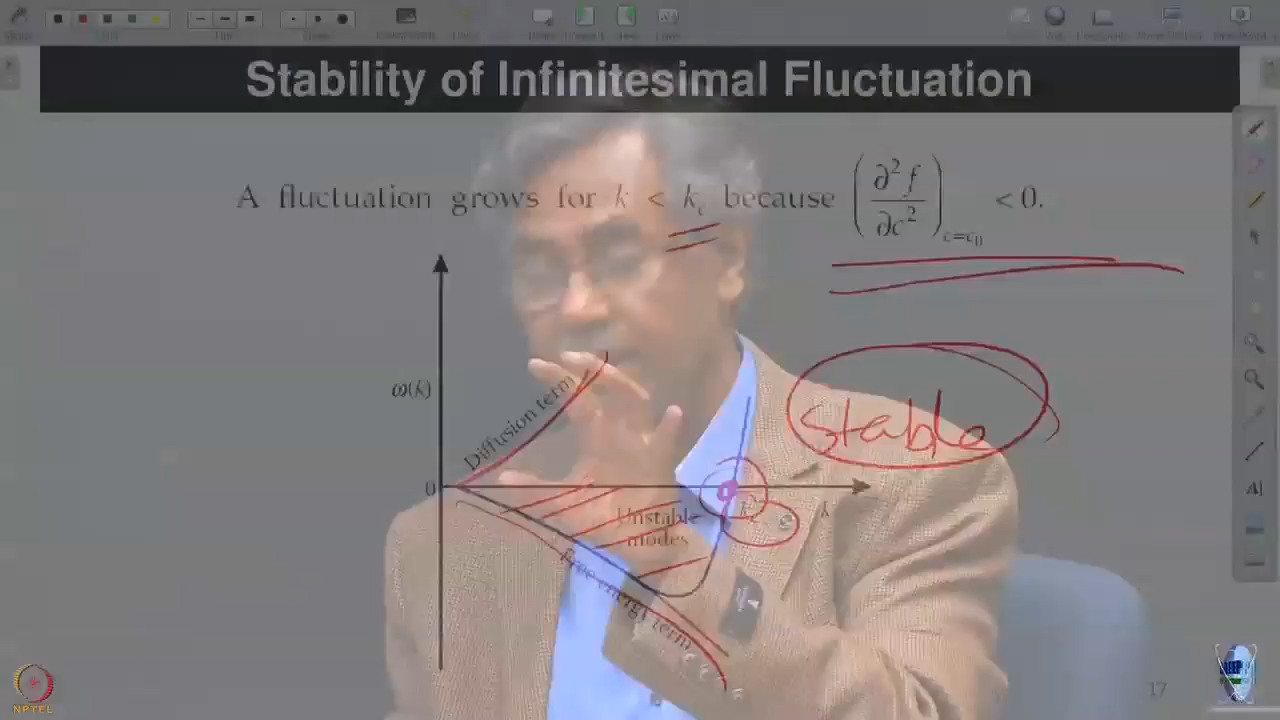 Stability of Infinitesimal Fluctuation
A fluctuation grows for k < k_c because (∂²f/∂c²)_{c=c₀} < 0.
ω(k)
Diffusion term
stable
0
Unstable
modes
k
free energy term
17
NPTEL